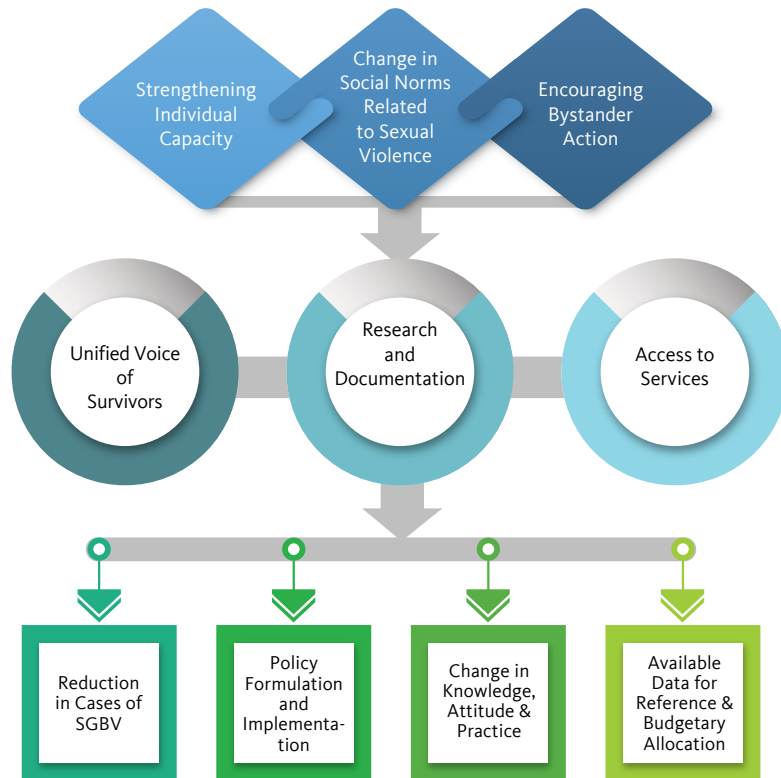 Strengthening
Individual
Capacity
Change in
Social Norms
Related
to Sexual
Violence
Encouraging
Bystander
Action
Unified Voice
of
Survivors
Research
and
Documentation
Access to
Services
Reduction
in Cases of
SGBV
Policy
Formulation
and
Implementa-
tion
Change in
Knowledge,
Attitude &
Practice
Available
Data for
Reference &
Budgetary
Allocation